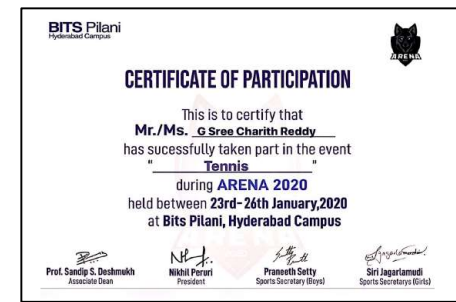 BITS Pilani
Hyderabad Campus
ARENA
CERTIFICATE OF PARTICIPATION
This is to certify that
Mr./Ms. G Sree Charith Reddy
has sucessfully taken part in the event
" Tennis "
during ARENA 2020
held between 23rd-26th January,2020
at Bits Pilani, Hyderabad Campus
Prof. Sandip S. Deshmukh
Associate Dean
Nikhil Peruri
President
Praneeth Setty
Sports Secretary (Boys)
Siri Jagarlamudi
Sports Secretarys (Girls)